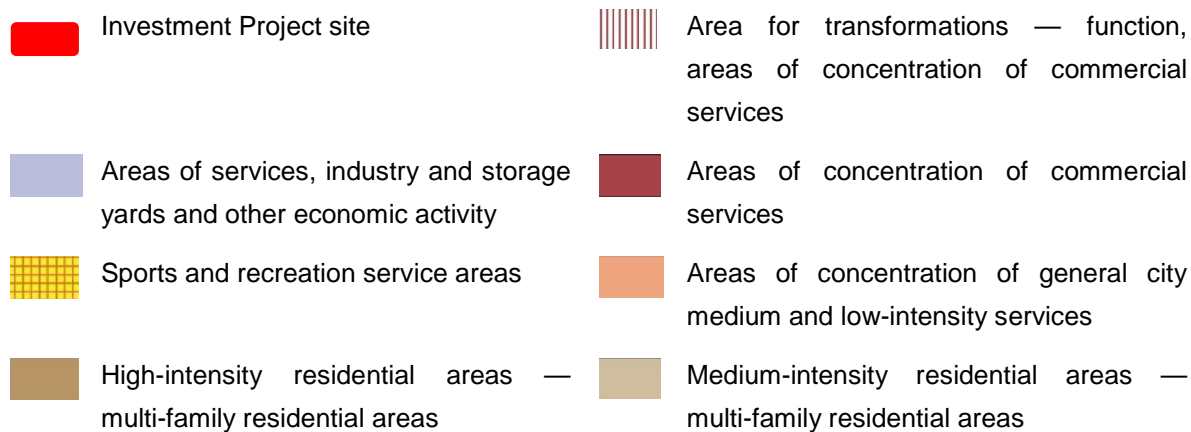 Investment Project site
Area for transformations — function,
areas of concentration of commercial
services
Areas of services, industry and storage
yards and other economic activity
Areas of concentration of commercial
services
Sports and recreation service areas
Areas of concentration of general city
medium and low-intensity services
High-intensity residential areas —
multi-family residential areas
Medium-intensity residential areas —
multi-family residential areas